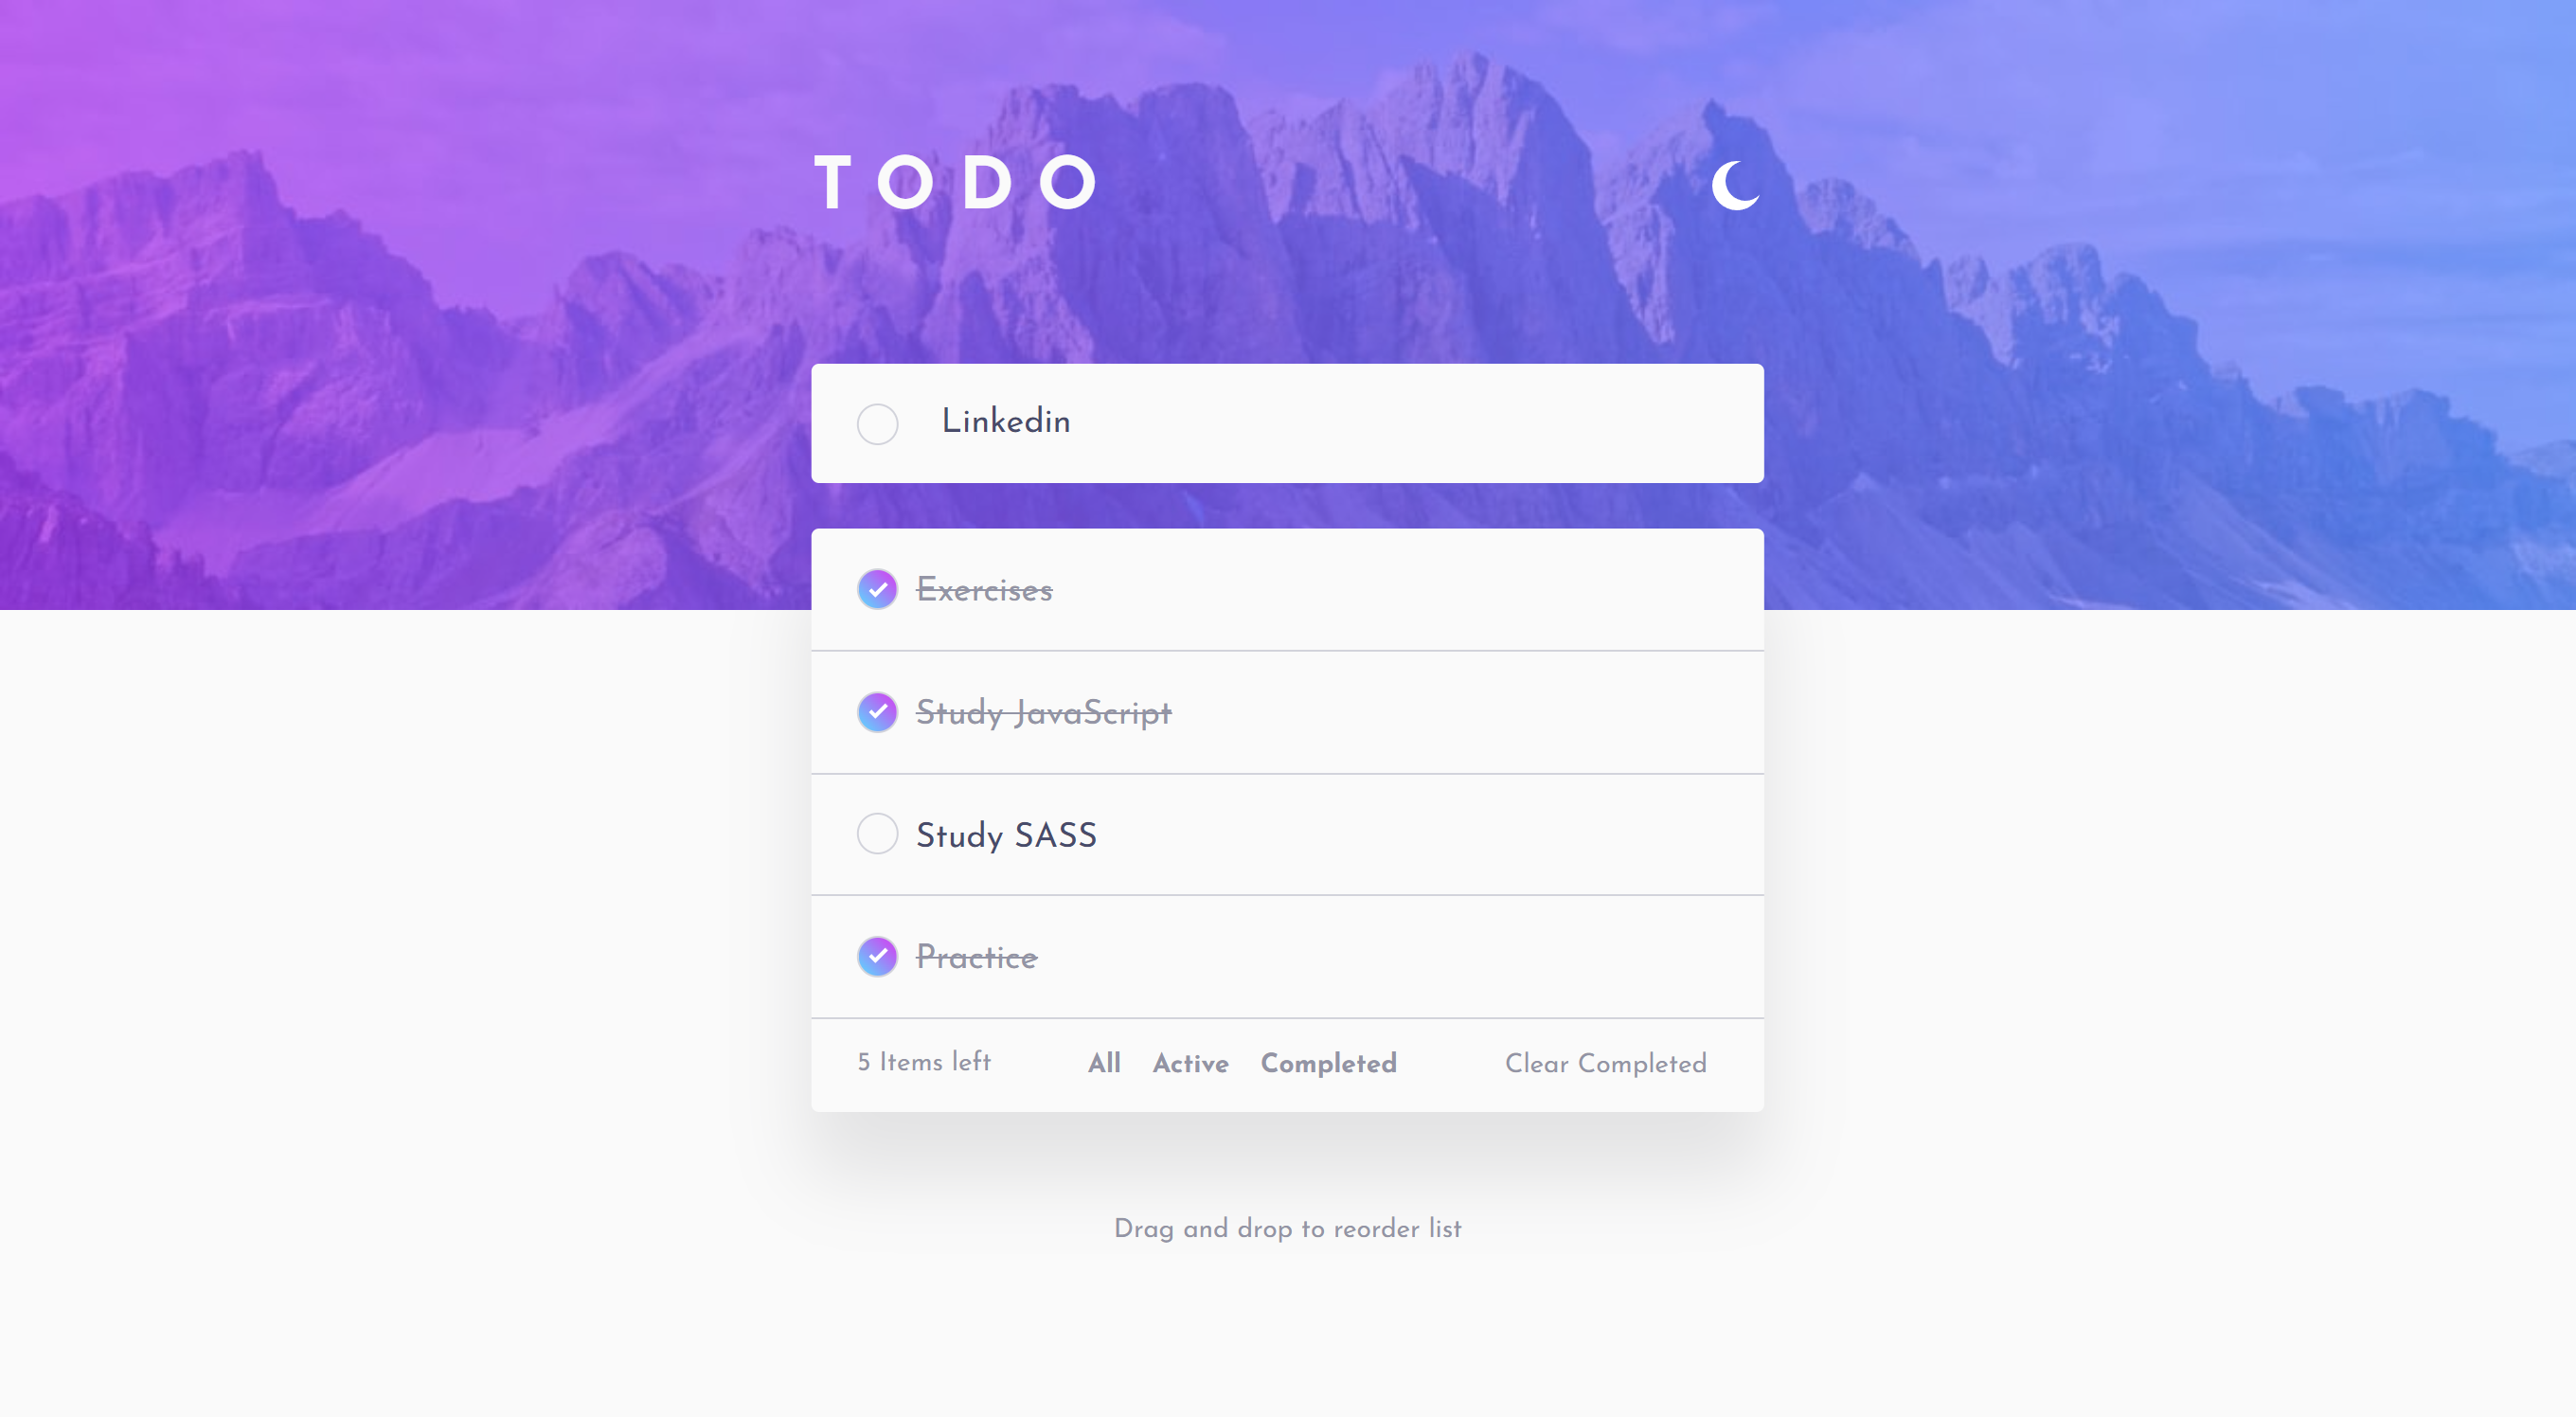 TODO
Linkedin
Exercises
Study JavaScript
Study SASS
Practice
5 Items left All Active Completed Clear Completed
Drag and drop to reorder list